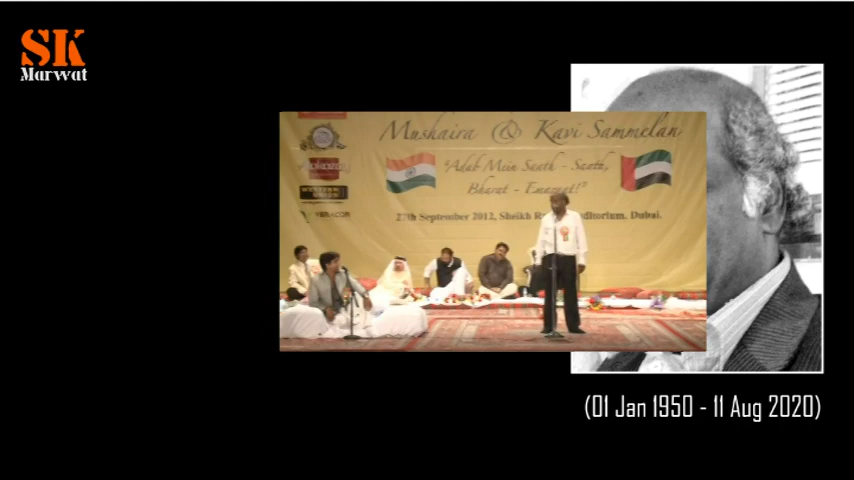 SK
Marwat
Mushaira & Kavi Sammelan
"Adab Mein Saath - Saath,
Bharat - Emarat!"
27th September 2012, Sheikh Auditorium, Dubai.
(01 Jan 1950 - 11 Aug 2020)